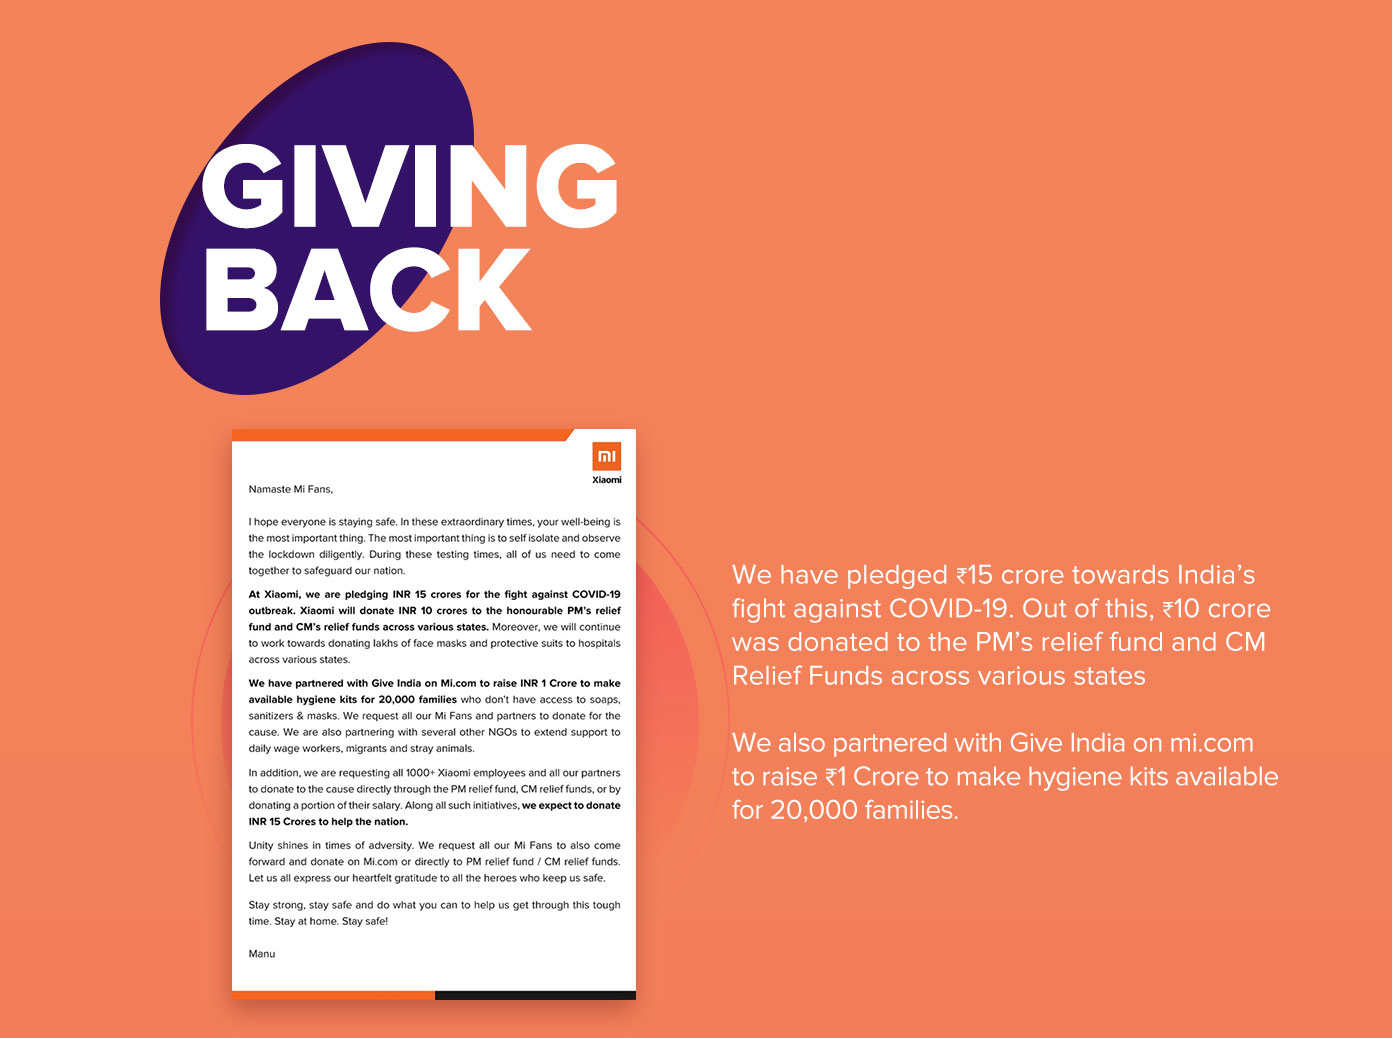 GIVING
BACK
mi
Xiaomi
Namaste Mi Fans,
I hope everyone is staying safe. In these extraordinary times, your well-being is
the most important thing. The most important thing is to self isolate and observe
the lockdown diligently. During these testing times, all of us need to come
together to safeguard our nation.
At Xiaomi, we are pledging INR 15 crores for the fight against COVID-19
outbreak. Xiaomi will donate INR 10 crores to the honourable PM's relief
fund and CM's relief funds across various states. Moreover, we will continue
to work towards donating lakhs of face masks and protective suits to hospitals
across various states.
We have partnered with Give India on Mi.com to raise INR 1 Crore to make
available hygiene kits for 20,000 families who don't have access to soaps,
sanitizers & masks. We request all our Mi Fans and partners to donate for the
cause. We are also partnering with several other NGOs to extend support to
daily wage workers, migrants and stray animals.
In addition, we are requesting all 1000+ Xiaomi employees and all our partners
to donate to the cause directly through the PM relief fund, CM relief funds, or by
donating a portion of their salary. Along all such initiatives, we expect to donate
INR 15 Crores to help the nation.
Unity shines in times of adversity. We request all our Mi Fans to also come
forward and donate on Mi.com or directly to PM relief fund / CM relief funds.
Let us all express our heartfelt gratitude to all the heroes who keep us safe.
Stay strong, stay safe and do what you can to help us get through this tough
time. Stay at home. Stay safe!
Manu
We have pledged ₹15 crore towards India's
fight against COVID-19. Out of this, ₹10 crore
was donated to the PM's relief fund and CM
Relief Funds across various states
We also partnered with Give India on mi.com
to raise ₹1 Crore to make hygiene kits available
for 20,000 families.